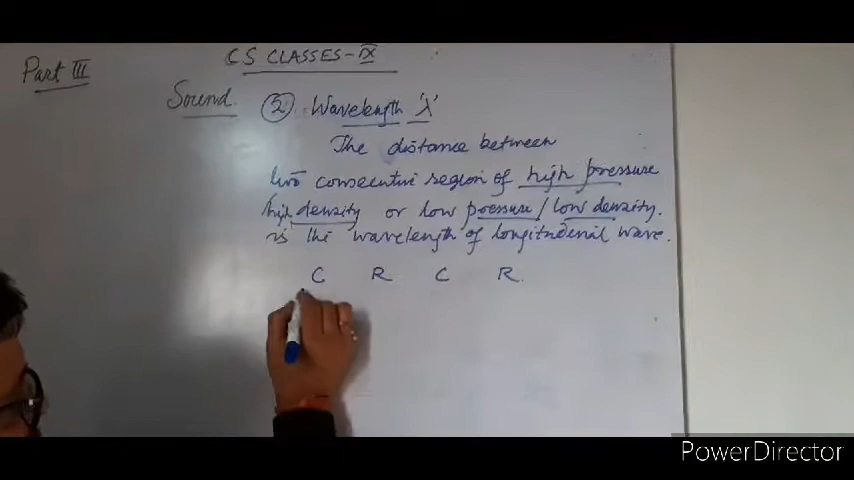 Part III
CS CLASSES-IX
Sound.
② Wavelength 'λ'
The distance between
two consecutive region of high pressure
high density or low pressure/low density.
is the wavelength of longitudenal wave.
C R C R
PowerDirector